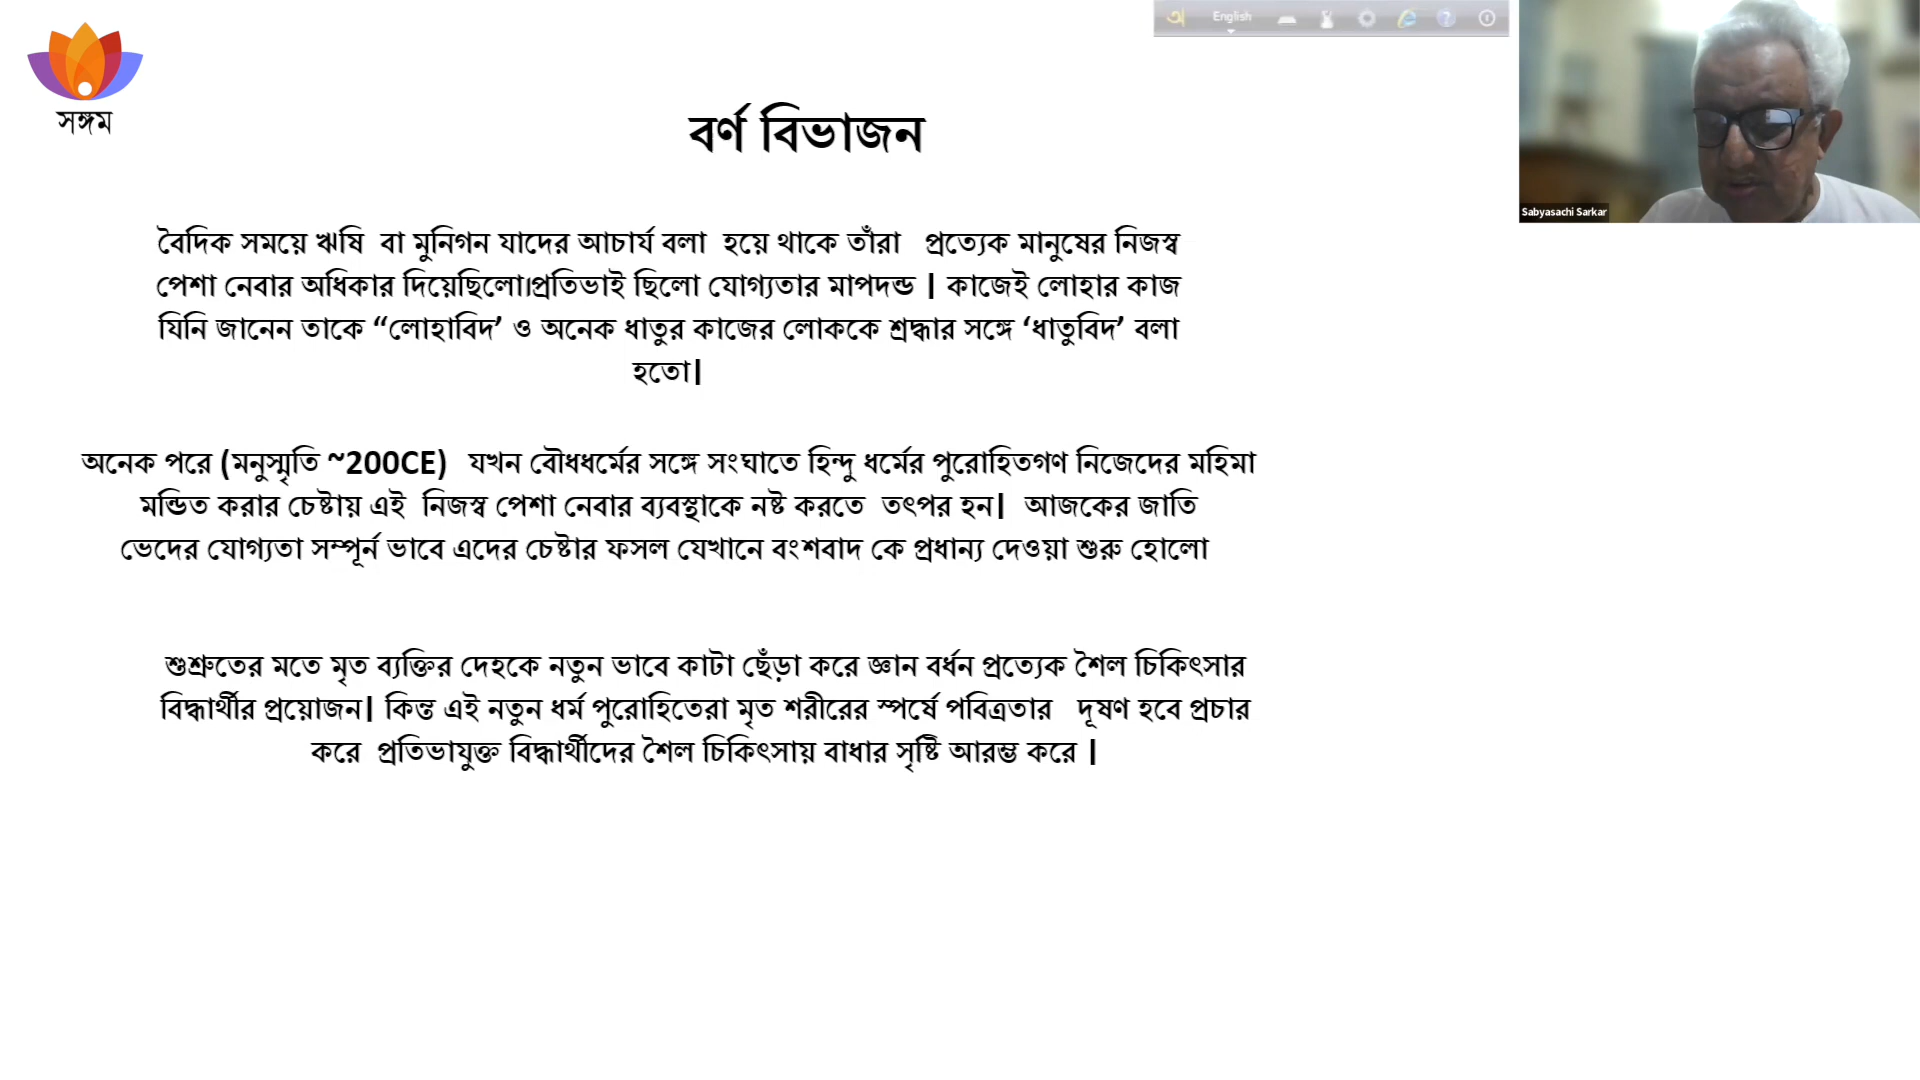 সঙ্গম
English
বর্ণ বিভাজন
বৈদিক সময়ে ঋষি বা মুনিগন যাদের আচার্য বলা হয়ে থাকে তাঁরা প্রত্যেক মানুষের নিজস্ব
পেশা নেবার অধিকার দিয়েছিলো।প্রতিভাই ছিলো যোগ্যতার মাপদন্ড | কাজেই লোহার কাজ
যিনি জানেন তাকে “লোহাবিদ’ ও অনেক ধাতুর কাজের লোককে শ্রদ্ধার সঙ্গে ‘ধাতুবিদ’ বলা
হতো|
অনেক পরে (মনুস্মৃতি ~200CE) যখন বৌধধর্মের সঙ্গে সংঘাতে হিন্দু ধর্মের পুরোহিতগণ নিজেদের মহিমা
মন্ডিত করার চেষ্টায় এই নিজস্ব পেশা নেবার ব্যবস্থাকে নষ্ট করতে তৎপর হন| আজকের জাতি
ভেদের যোগ্যতা সম্পূর্ন ভাবে এদের চেষ্টার ফসল যেখানে বংশবাদ কে প্রধান্য দেওয়া শুরু হোলো
শুশ্রুতের মতে মৃত ব্যক্তির দেহকে নতুন ভাবে কাটা ছেঁড়া করে জ্ঞান বর্ধন প্রত্যেক শৈল চিকিৎসার
বিদ্ধার্থীর প্রয়োজন| কিন্ত এই নতুন ধর্ম পুরোহিতেরা মৃত শরীরের স্পর্ষে পবিত্রতার দূষণ হবে প্রচার
করে প্রতিভাযুক্ত বিদ্ধার্থীদের শৈল চিকিৎসায় বাধার সৃষ্টি আরম্ভ করে |
Sabyasachi Sarkar